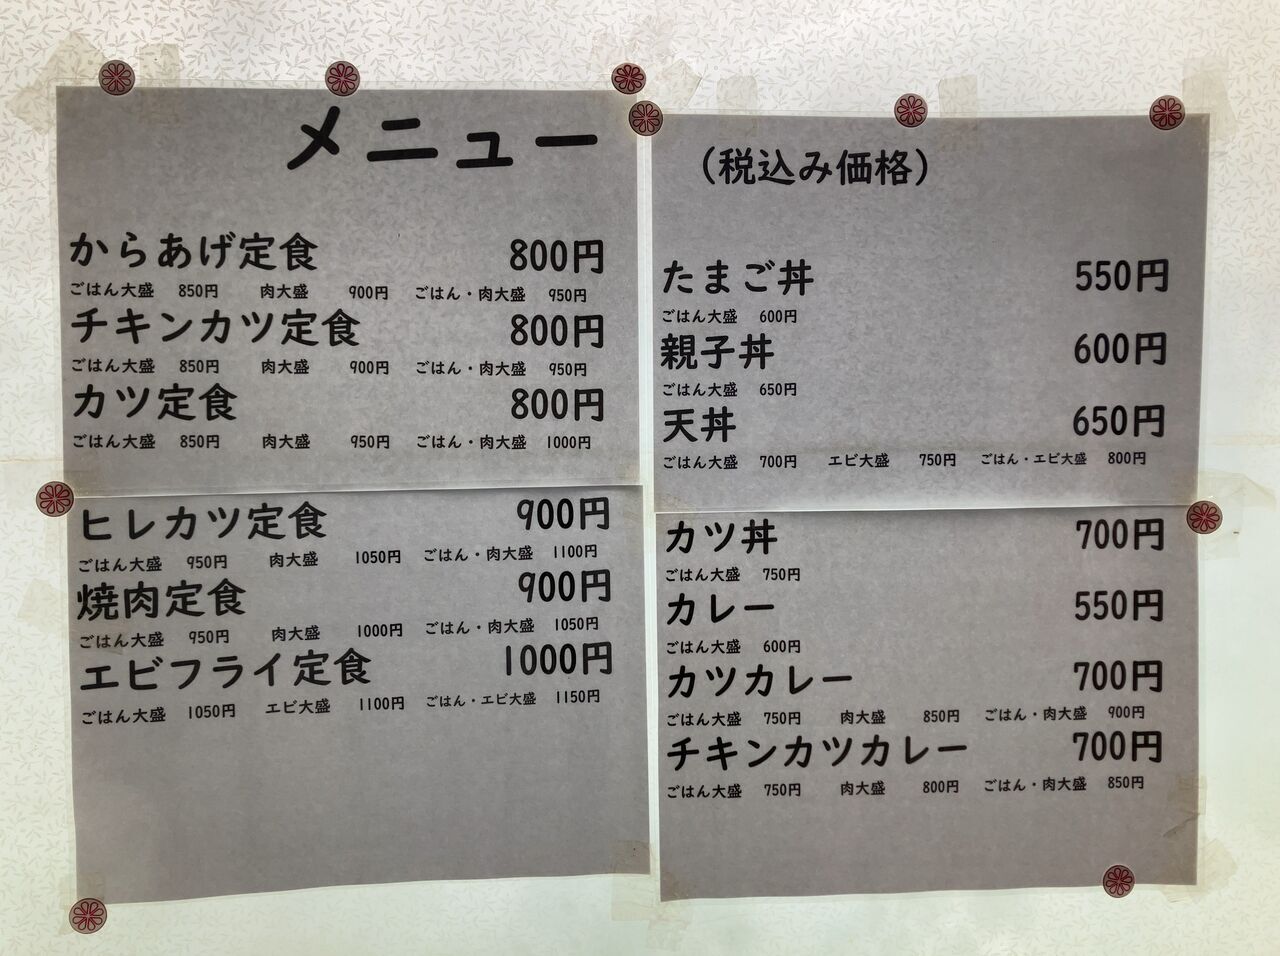 メニュー
からあげ定食 800円
ごはん大盛 850円 肉大盛 900円 ごはん・肉大盛 950円
チキンカツ定食 800円
ごはん大盛 850円 肉大盛 900円 ごはん・肉大盛 950円
カツ定食 800円
ごはん大盛 850円 肉大盛 950円 ごはん・肉大盛 1000円
ヒレカツ定食 900円
ごはん大盛 950円 肉大盛 1050円 ごはん・肉大盛 1100円
焼肉定食 900円
ごはん大盛 950円 肉大盛 1000円 ごはん・肉大盛 1050円
エビフライ定食 1000円
ごはん大盛 1050円 エビ大盛 1100円 ごはん・エビ大盛 1150円
（税込み価格）
たまご丼 550円
ごはん大盛 600円
親子丼 600円
ごはん大盛 650円
天丼 650円
ごはん大盛 700円 エビ大盛 750円 ごはん・エビ大盛 800円
カツ丼 700円
ごはん大盛 750円
カレー 550円
ごはん大盛 600円
カツカレー 700円
ごはん大盛 750円 肉大盛 850円 ごはん・肉大盛 900円
チキンカツカレー 700円
ごはん大盛 750円 肉大盛 800円 ごはん・肉大盛 850円